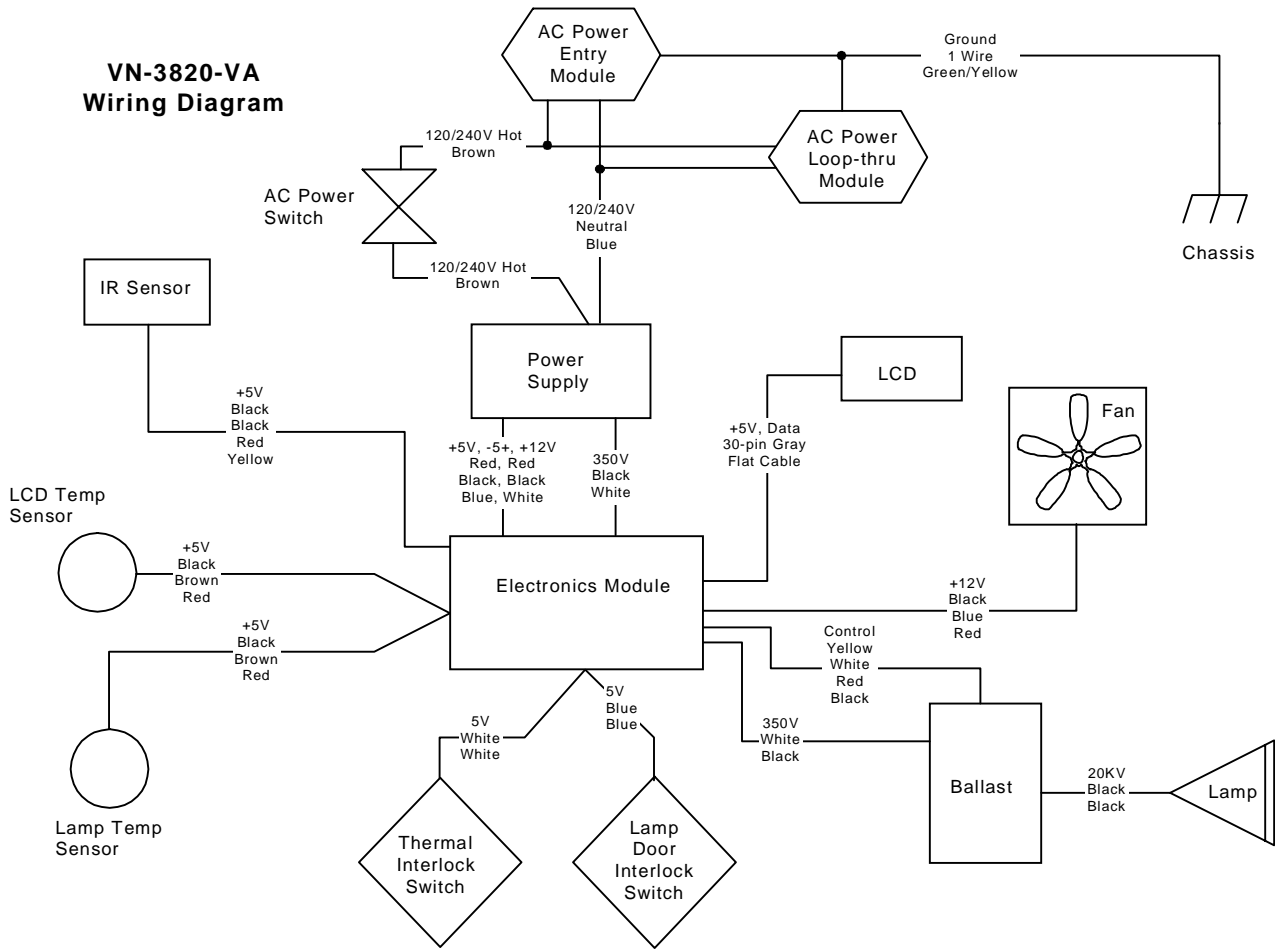 VN-3820-VA
Wiring Diagram
AC Power
Entry
Module
Ground
1 Wire
Green/Yellow
120/240V Hot
Brown
AC Power
Loop-thru
Module
AC Power
Switch
120/240V
Neutral
Blue
Chassis
120/240V Hot
Brown
IR Sensor
Power
Supply
LCD
+5V
Black
Black
Red
Yellow
+5V, -5+, +12V
Red, Red
Black, Black
Blue, White
350V
Black
White
+5V, Data
30-pin Gray
Flat Cable
Fan
LCD Temp
Sensor
+5V
Black
Brown
Red
Electronics Module
+12V
Black
Blue
Red
+5V
Black
Brown
Red
Control
Yellow
White
Red
Black
5V
White
White
5V
Blue
Blue
350V
White
Black
Ballast
20KV
Black
Black
Lamp
Lamp Temp
Sensor
Thermal
Interlock
Switch
Lamp
Door
Interlock
Switch